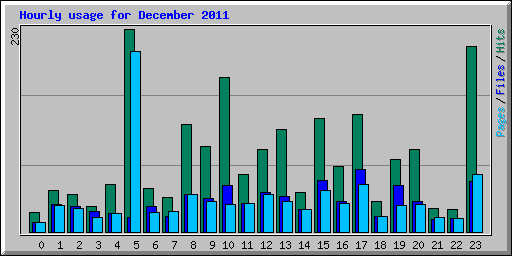 Hourly usage for December 2011
230
Pages / Files / Hits
0 1 2 3 4 5 6 7 8 9 10 11 12 13 14 15 16 17 18 19 20 21 22 23